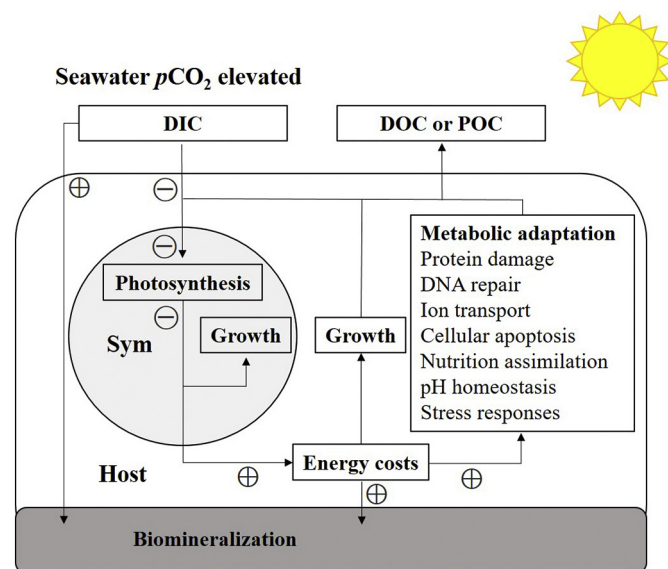 Seawater pCO₂ elevated
DIC
DOC or POC
⊕
⊖
⊖
Photosynthesis
⊖
Sym
Growth
Growth
Metabolic adaptation
Protein damage
DNA repair
Ion transport
Cellular apoptosis
Nutrition assimilation
pH homeostasis
Stress responses
Host
⊕
Energy costs
⊕
⊕
Biomineralization